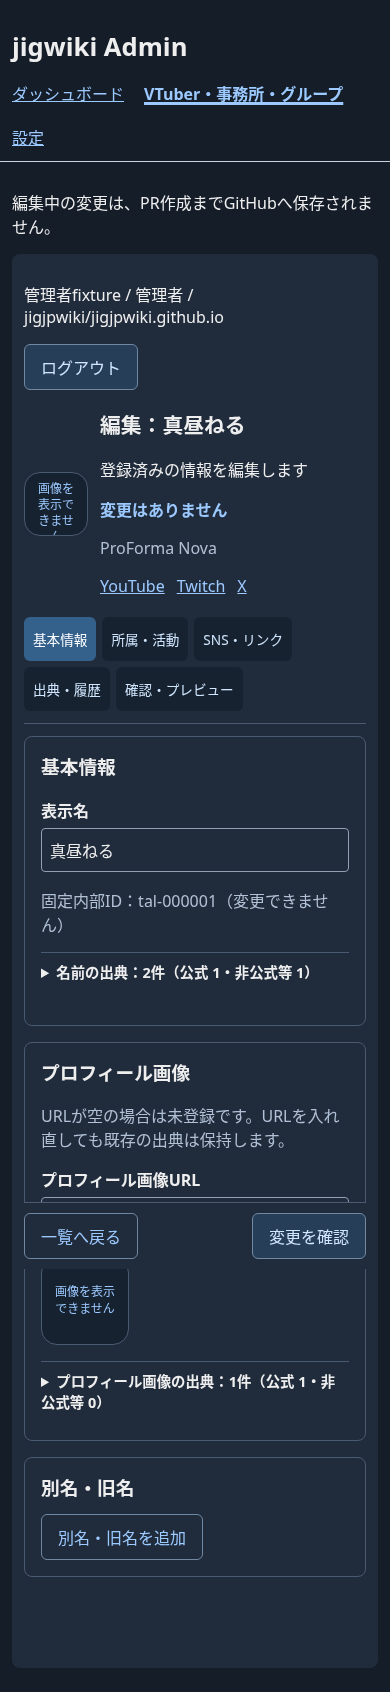 jigwiki Admin
ダッシュボード VTuber・事務所・グループ
設定
編集中の変更は、PR作成までGitHubへ保存されま
せん。
管理者fixture / 管理者 /
jigjpwiki/jigjpwiki.github.io
ログアウト
編集：真昼ねる
登録済みの情報を編集します
画像を
表示で
きませ
変更はありません
ProForma Nova
YouTube Twitch X
基本情報 所属・活動 SNS・リンク
出典・履歴 確認・プレビュー
基本情報
表示名
真昼ねる
固定内部ID：tal-000001（変更できませ
ん）
▶ 名前の出典：2件（公式 1・非公式等 1）
プロフィール画像
URLが空の場合は未登録です。URLを入れ
直しても既存の出典は保持します。
プロフィール画像URL
一覧へ戻る 変更を確認
画像を表示
できません
▶ プロフィール画像の出典：1件（公式 1・非
公式等 0）
別名・旧名
別名・旧名を追加